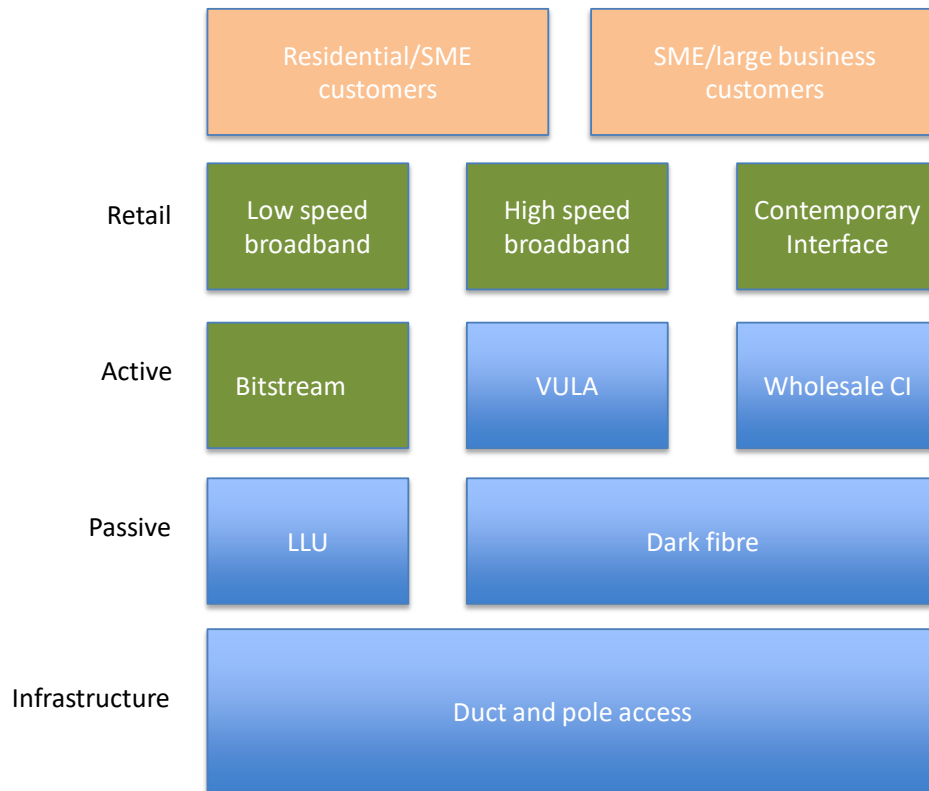 Residential/SME
customers
SME/large business
customers
Retail
Low speed
broadband
High speed
broadband
Contemporary
Interface
Active
Bitstream
VULA
Wholesale CI
Passive
LLU
Dark fibre
Infrastructure
Duct and pole access